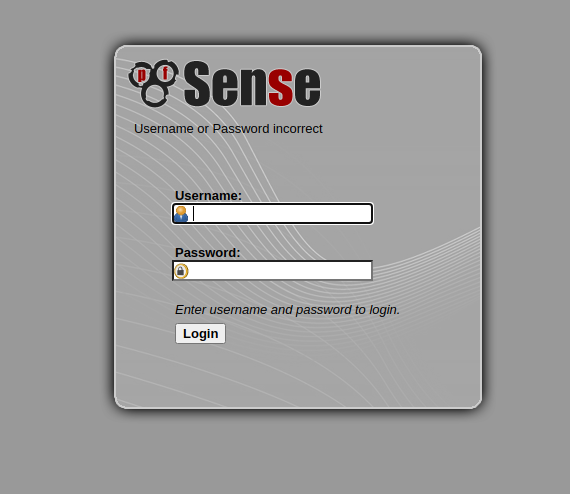 pf Sense
Username or Password incorrect
Username:
Password:
Enter username and password to login.
Login